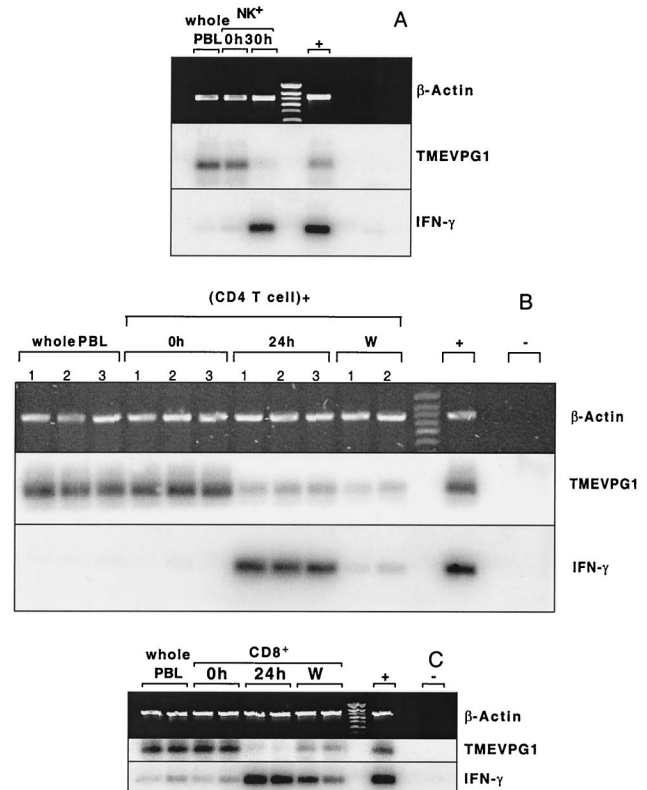 A
NK+
whole
PBL 0h 30h +
β-Actin
TMEVPG1
IFN-γ
B
(CD4 T cell)+
whole PBL 0h 24h W + -
1 2 3 1 2 3 1 2 3 1 2
β-Actin
TMEVPG1
IFN-γ
C
whole CD8+
PBL 0h 24h W + -
β-Actin
TMEVPG1
IFN-γ